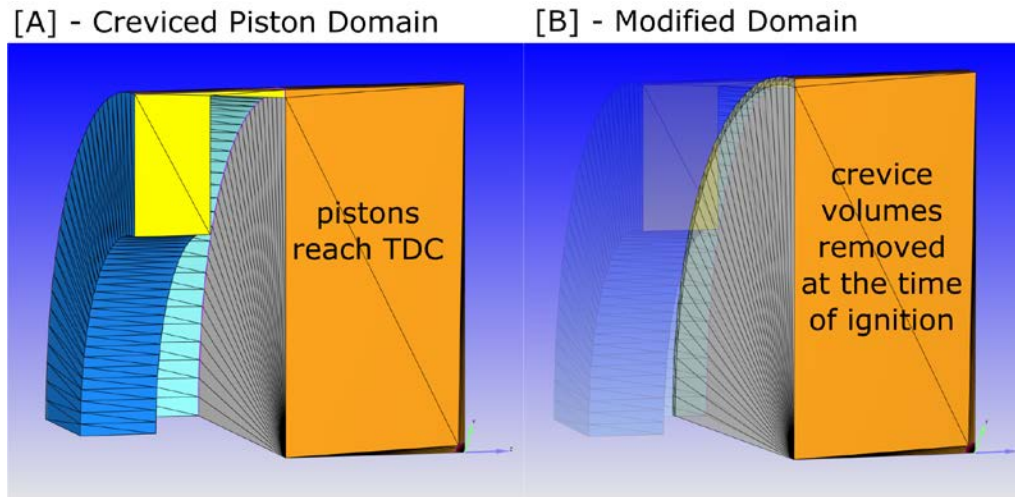 [A] - Creviced Piston Domain
[B] - Modified Domain
pistons
reach TDC
crevice
volumes
removed
at the time
of ignition